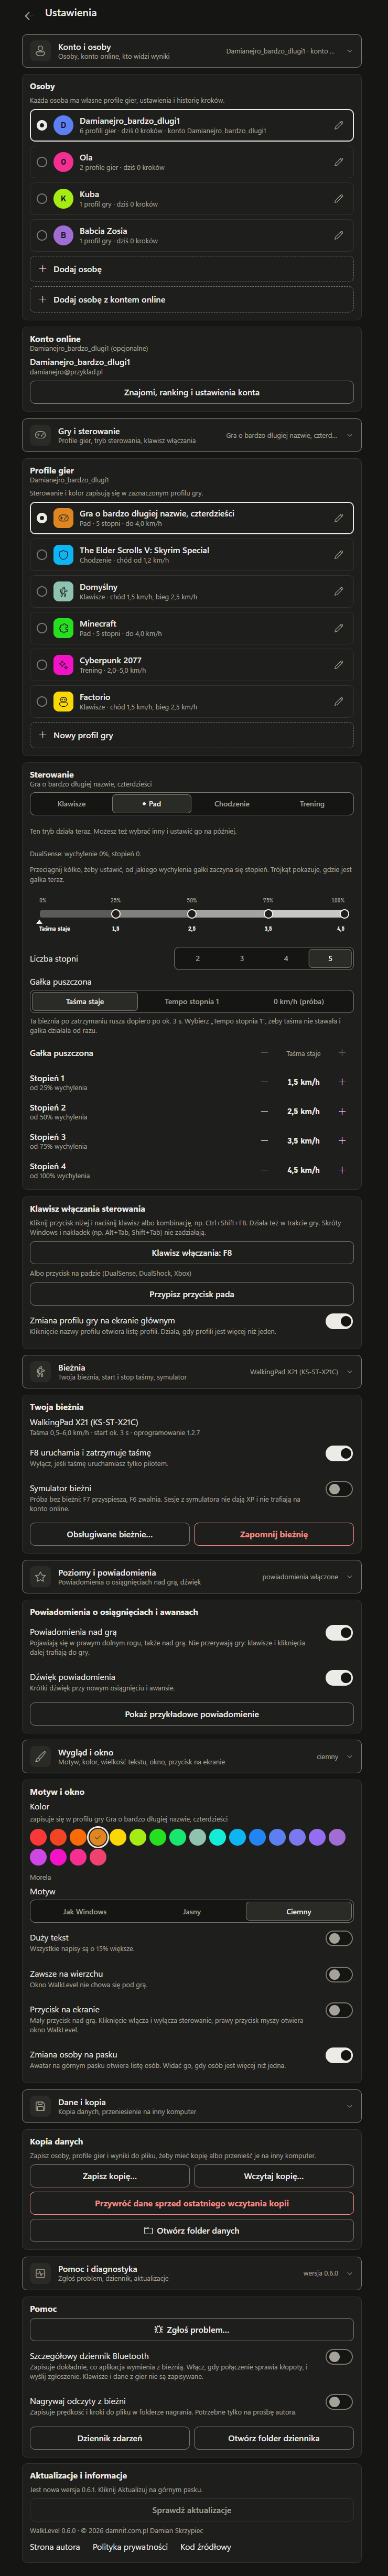 Ustawienia
Konto i osoby
Osoby, konto online, kto widzi wyniki
Damianejro_bardzo_dlugi1 · konto ...
Osoby
Każda osoba ma własne profile gier, ustawienia i historię kroków.
D
Damianejro_bardzo_dlugi1
6 profili gier · dziś 0 kroków · konto Damianejro_bardzo_dlugi1
O
Ola
2 profile gier · dziś 0 kroków
K
Kuba
1 profil gry · dziś 0 kroków
B
Babcia Zosia
1 profil gry · dziś 0 kroków
Dodaj osobę
Dodaj osobę z kontem online
Konto online
Damianejro_bardzo_dlugi1 (opcjonalne)
Damianejro_bardzo_dlugi1
damianejro@przyklad.pl
Znajomi, ranking i ustawienia konta
Gry i sterowanie
Profile gier, tryb sterowania, klawisz włączania
Gra o bardzo długiej nazwie, czterd...
Profile gier
Damianejro_bardzo_dlugi1
Sterowanie i kolor zapisują się w zaznaczonym profilu gry.
Gra o bardzo długiej nazwie, czterdzieści
Pad · 5 stopni · do 4,0 km/h
The Elder Scrolls V: Skyrim Special
Chodzenie · chód od 1,2 km/h
Domyślny
Klawisze · chód 1,5 km/h, bieg 2,5 km/h
Minecraft
Pad · 5 stopni · do 4,0 km/h
Cyberpunk 2077
Trening · 2,0–5,0 km/h
Factorio
Klawisze · chód 1,5 km/h, bieg 2,5 km/h
Nowy profil gry
Sterowanie
Gra o bardzo długiej nazwie, czterdzieści
Klawisze
Pad
Chodzenie
Trening
Ten tryb działa teraz. Możesz też wybrać inny i ustawić go na później.
DualSense: wychylenie 0%, stopień 0.
Przeciągnij kółko, żeby ustawić, od jakiego wychylenia gałki zaczyna się stopień. Trójkąt pokazuje, gdzie jest
gałka teraz.
0% 25% 50% 75% 100%
Taśma staje 1,5 2,5 3,5 4,5
Liczba stopni
2 3 4 5
Gałka puszczona
Taśma staje
Tempo stopnia 1
0 km/h (próba)
Ta bieżnia po zatrzymaniu rusza dopiero po ok. 3 s. Wybierz „Tempo stopnia 1”, żeby taśma nie stawała i
gałka działała od razu.
Gałka puszczona
Taśma staje
Stopień 1
od 25% wychylenia
1,5 km/h
Stopień 2
od 50% wychylenia
2,5 km/h
Stopień 3
od 75% wychylenia
3,5 km/h
Stopień 4
od 100% wychylenia
4,5 km/h
Klawisz włączania sterowania
Kliknij przycisk niżej i naciśnij klawisz albo kombinację, np. Ctrl+Shift+F8. Działa też w trakcie gry. Skróty
Windows i nakładek (np. Alt+Tab, Shift+Tab) nie zadziałają.
Klawisz włączania: F8
Albo przycisk na padzie (DualSense, DualShock, Xbox)
Przypisz przycisk pada
Zmiana profilu gry na ekranie głównym
Kliknięcie nazwy profilu otwiera listę profili. Działa, gdy profili jest więcej niż jeden.
Bieżnia
Twoja bieżnia, start i stop taśmy, symulator
WalkingPad X21 (KS-ST-X21C)
Twoja bieżnia
WalkingPad X21 (KS-ST-X21C)
Taśma 0,5–6,0 km/h · start ok. 3 s · oprogramowanie 1.2.7
F8 uruchamia i zatrzymuje taśmę
Wyłącz, jeśli taśmę uruchamiasz tylko pilotem.
Symulator bieżni
Próba bez bieżni: F7 przyspiesza, F6 zwalnia. Sesje z symulatora nie dają XP i nie trafiają na
konto online.
Obsługiwane bieżnie...
Zapomnij bieżnię
Poziomy i powiadomienia
Powiadomienia o osiągnięciach nad grą, dźwięk
powiadomienia włączone
Powiadomienia o osiągnięciach i awansach
Powiadomienia nad grą
Pojawiają się w prawym dolnym rogu, także nad grą. Nie przerywają gry: klawisze i kliknięcia
dalej trafiają do gry.
Dźwięk powiadomienia
Krótki dźwięk przy nowym osiągnięciu i awansie.
Pokaż przykładowe powiadomienie
Wygląd i okno
Motyw, kolor, wielkość tekstu, okno, przycisk na ekranie
ciemny
Motyw i okno
Kolor
zapisuje się w profilu gry Gra o bardzo długiej nazwie, czterdzieści
Morela
Motyw
Jak Windows
Jasny
Ciemny
Duży tekst
Wszystkie napisy są o 15% większe.
Zawsze na wierzchu
Okno WalkLevel nie chowa się pod grą.
Przycisk na ekranie
Mały przycisk nad grą. Kliknięcie włącza i wyłącza sterowanie, prawy przycisk myszy otwiera
okno WalkLevel.
Zmiana osoby na pasku
Awatar na górnym pasku otwiera listę osób. Widać go, gdy osób jest więcej niż jedna.
Dane i kopia
Kopia danych, przeniesienie na inny komputer
Kopia danych
Zapisz osoby, profile gier i wyniki do pliku, żeby mieć kopię albo przenieść je na inny komputer.
Zapisz kopię...
Wczytaj kopię...
Przywróć dane sprzed ostatniego wczytania kopii
Otwórz folder danych
Pomoc i diagnostyka
Zgłoś problem, dziennik, aktualizacje
wersja 0.6.0
Pomoc
Zgłoś problem...
Szczegółowy dziennik Bluetooth
Zapisuje dokładnie, co aplikacja wymienia z bieżnią. Włącz, gdy połączenie sprawia kłopoty, i
wyślij zgłoszenie. Klawisze i dane z gier nie są zapisywane.
Nagrywaj odczyty z bieżni
Zapisuje prędkość i kroki do pliku w folderze nagrania. Potrzebne tylko na prośbę autora.
Dziennik zdarzeń
Otwórz folder dziennika
Aktualizacje i informacje
Jest nowa wersja 0.6.1. Kliknij Aktualizuj na górnym pasku.
Sprawdź aktualizacje
WalkLevel 0.6.0 · © 2026 damnit.com.pl Damian Skrzypiec
Strona autora
Polityka prywatności
Kod źródłowy